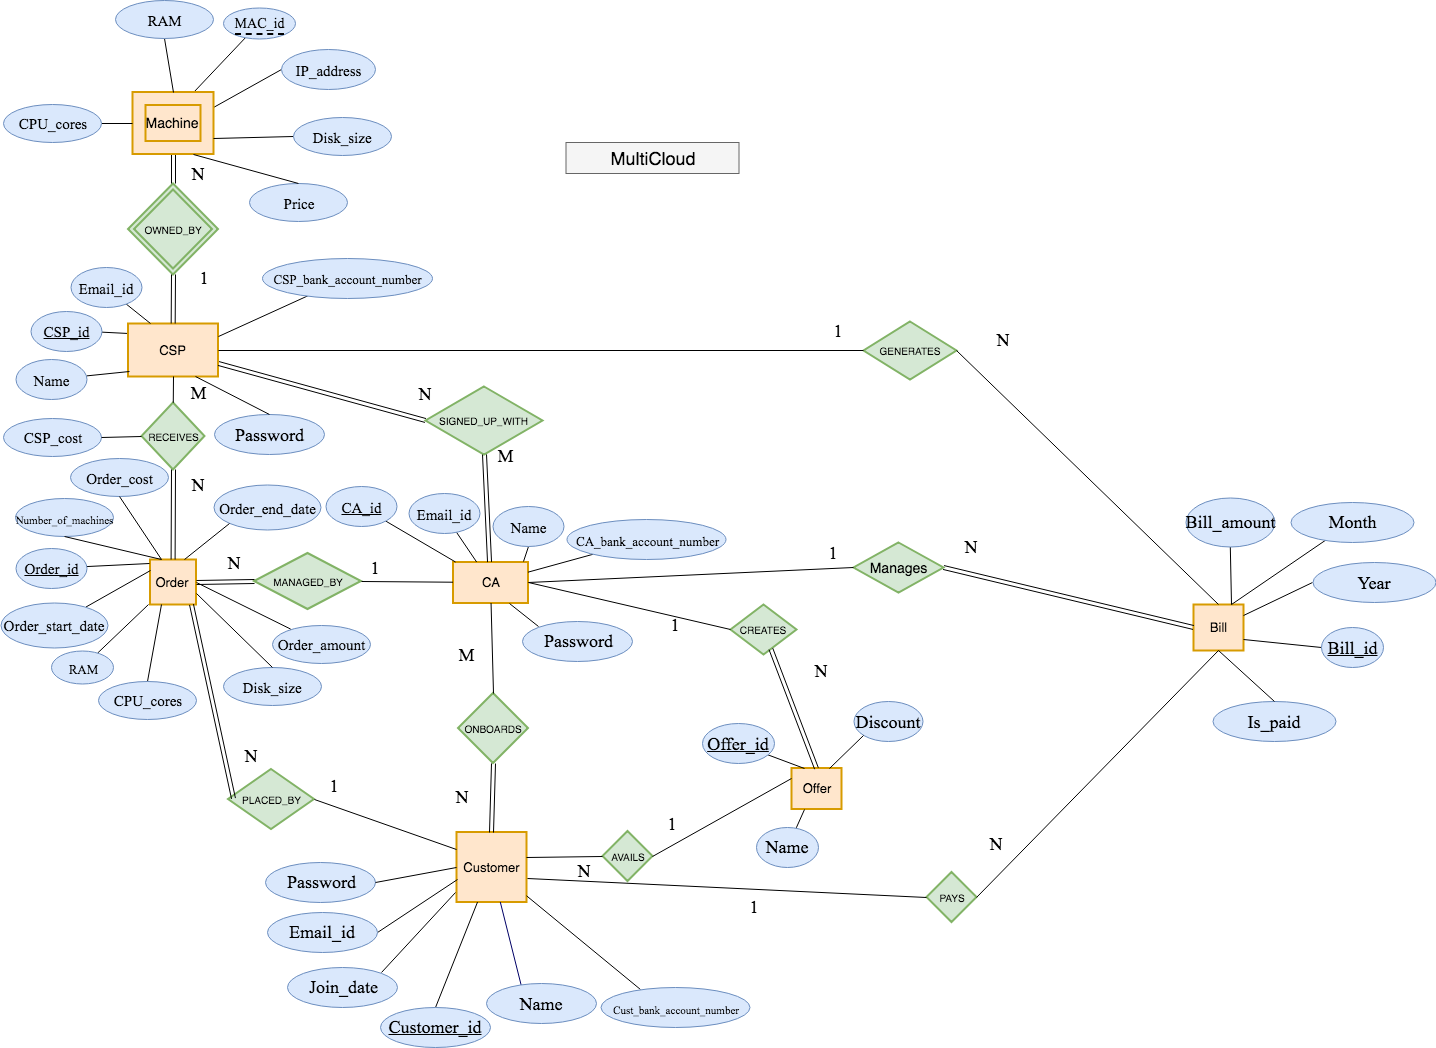 RAM
MAC_id
IP_address
CPU_cores
Machine
Disk_size
MultiCloud
N
Price
OWNED_BY
1
CSP_bank_account_number
Email_id
CSP_id
CSP
1
GENERATES
N
Name
M
N
SIGNED_UP_WITH
CSP_cost
RECEIVES
Password
M
Order_cost
N
Order_end_date
CA_id
Email_id
Name
CA_bank_account_number
Number_of_machines
Bill_amount
Month
Order_id
Order
N
MANAGED_BY
1
CA
1
Manages
N
Year
Order_start_date
Order_amount
Password
1
CREATES
Bill
Bill_id
RAM
CPU_cores
Disk_size
M
N
ONBOARDS
Offer_id
Discount
Is_paid
N
PLACED_BY
1
N
Offer
1
Name
AVAILS
N
N
Customer
Password
1
PAYS
Email_id
Join_date
Customer_id
Name
Cust_bank_account_number